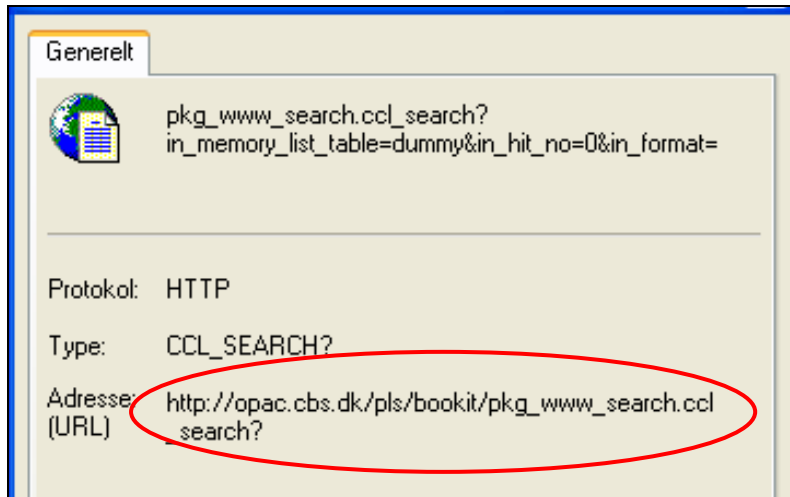 Generelt
pkg_www_search.ccl_search?
in_memory_list_table=dummy&in_hit_no=0&in_format=
Protokol: HTTP
Type: CCL_SEARCH?
Adresse: http://opac.cbs.dk/pls/bookit/pkg_www_search.ccl
(URL) _search?